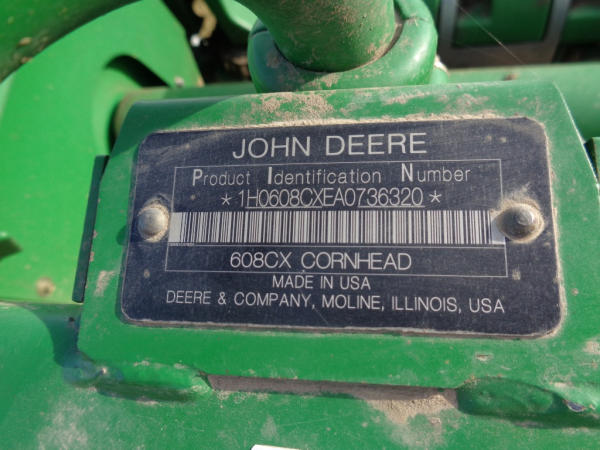 JOHN DEERE
Product Identification Number
*1H0608CXEA0736320*
608CX CORNHEAD
MADE IN USA
DEERE & COMPANY, MOLINE, ILLINOIS, USA